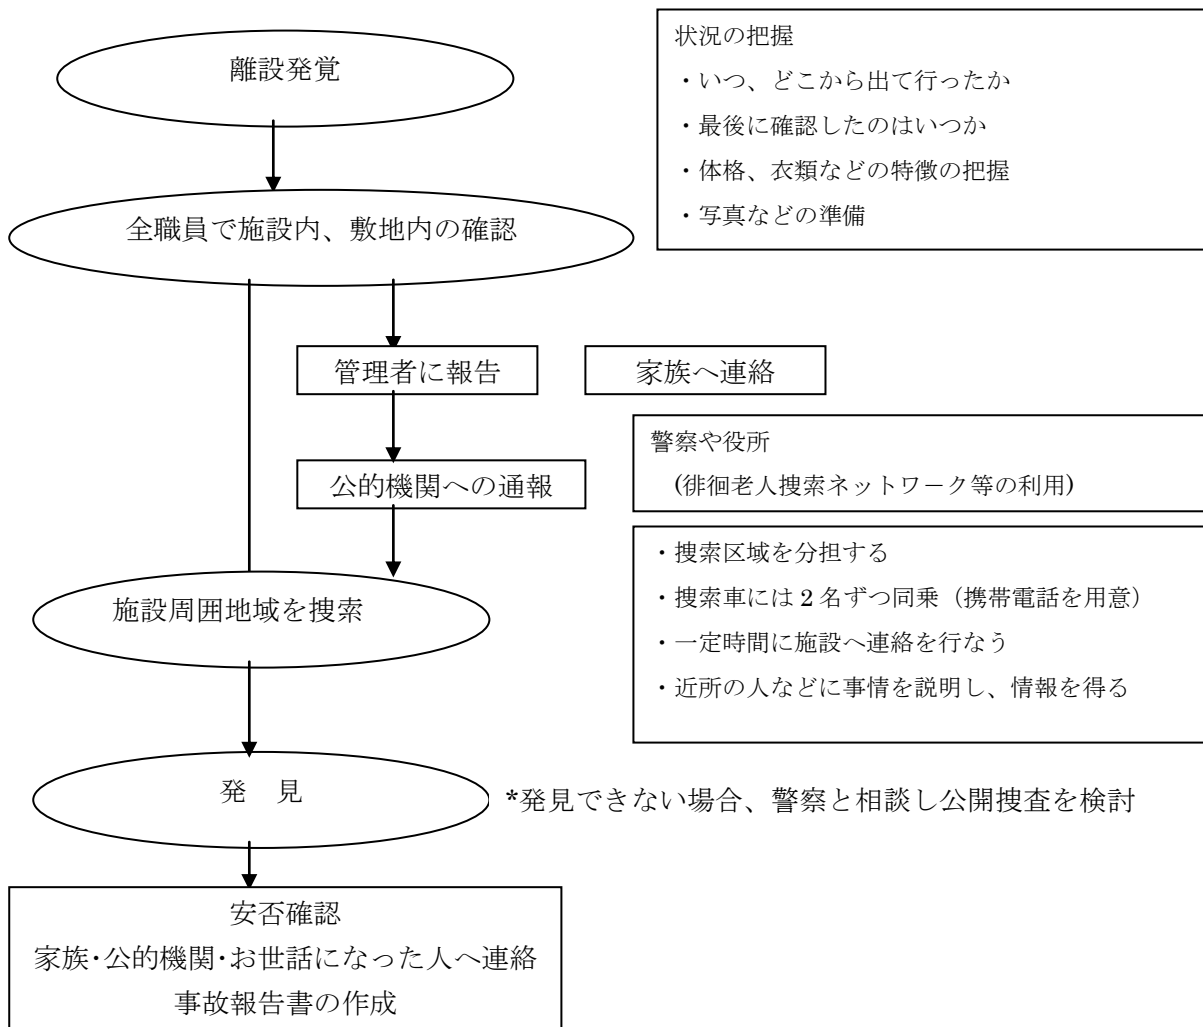 離設発覚
状況の把握
・いつ、どこから出て行ったか
・最後に確認したのはいつか
・体格、衣類などの特徴の把握
・写真などの準備
全職員で施設内、敷地内の確認
管理者に報告
家族へ連絡
警察や役所
(徘徊老人捜索ネットワーク等の利用)
公的機関への通報
・捜索区域を分担する
・捜索車には 2 名ずつ同乗（携帯電話を用意）
・一定時間に施設へ連絡を行なう
・近所の人などに事情を説明し、情報を得る
施設周囲地域を捜索
発　見
*発見できない場合、警察と相談し公開捜査を検討
安否確認
家族･公的機関･お世話になった人へ連絡
事故報告書の作成